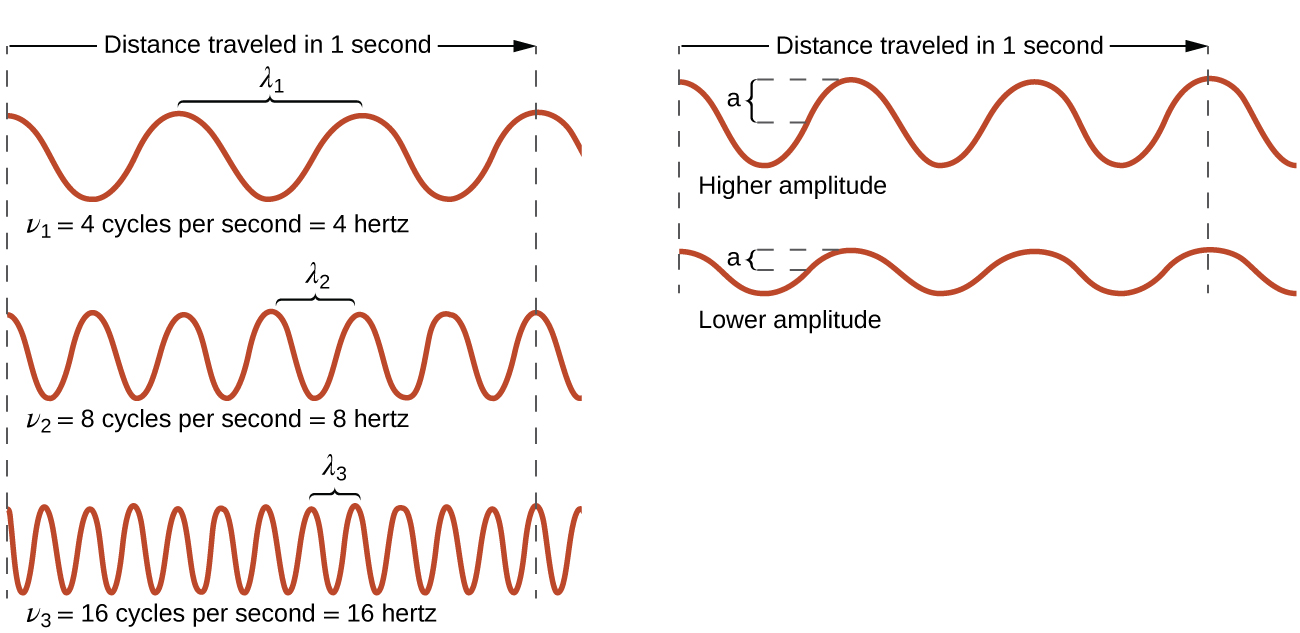 Distance traveled in 1 second
λ1
ν1 = 4 cycles per second = 4 hertz
λ2
ν2 = 8 cycles per second = 8 hertz
λ3
ν3 = 16 cycles per second = 16 hertz
Distance traveled in 1 second
a
Higher amplitude
a
Lower amplitude